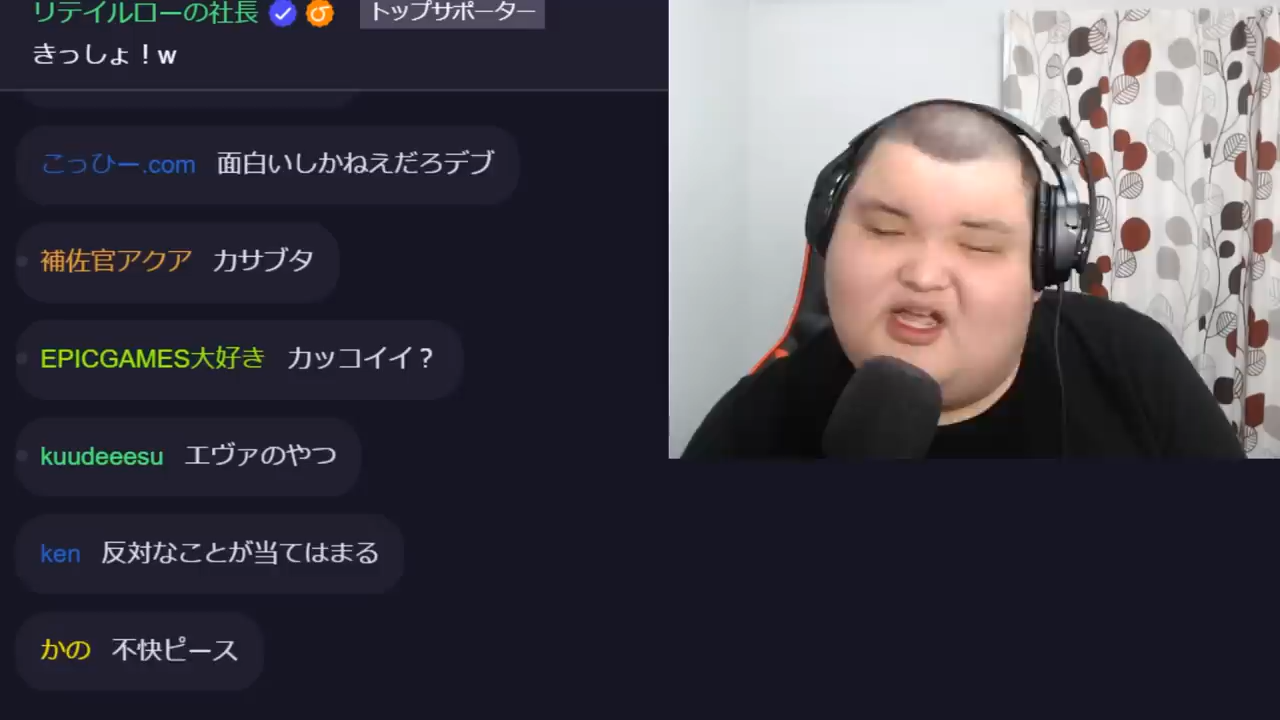 リテイルローの社長 トップサポーター
きっしょ！w
こっひー.com 面白いしかねえだろデブ
補佐官アクア カサブタ
EPICGAMES大好き カッコイイ？
kuudeeesu エヴァのやつ
ken 反対なことが当てはまる
かの 不快ピース